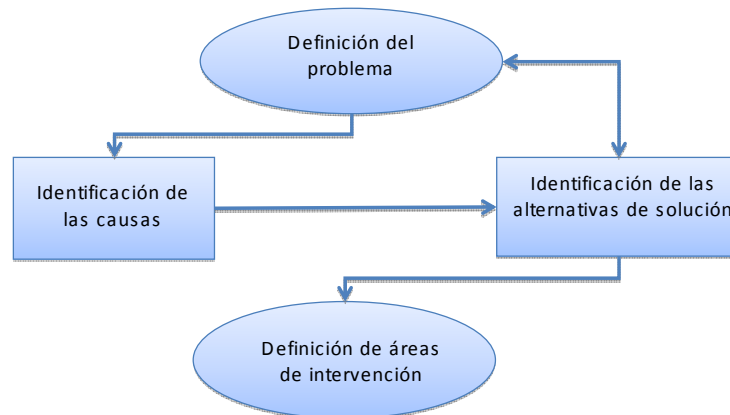 Definición del
problema
Identificación de
las causas
Identificación de las
alternativas de solución
Definición de áreas
de intervención